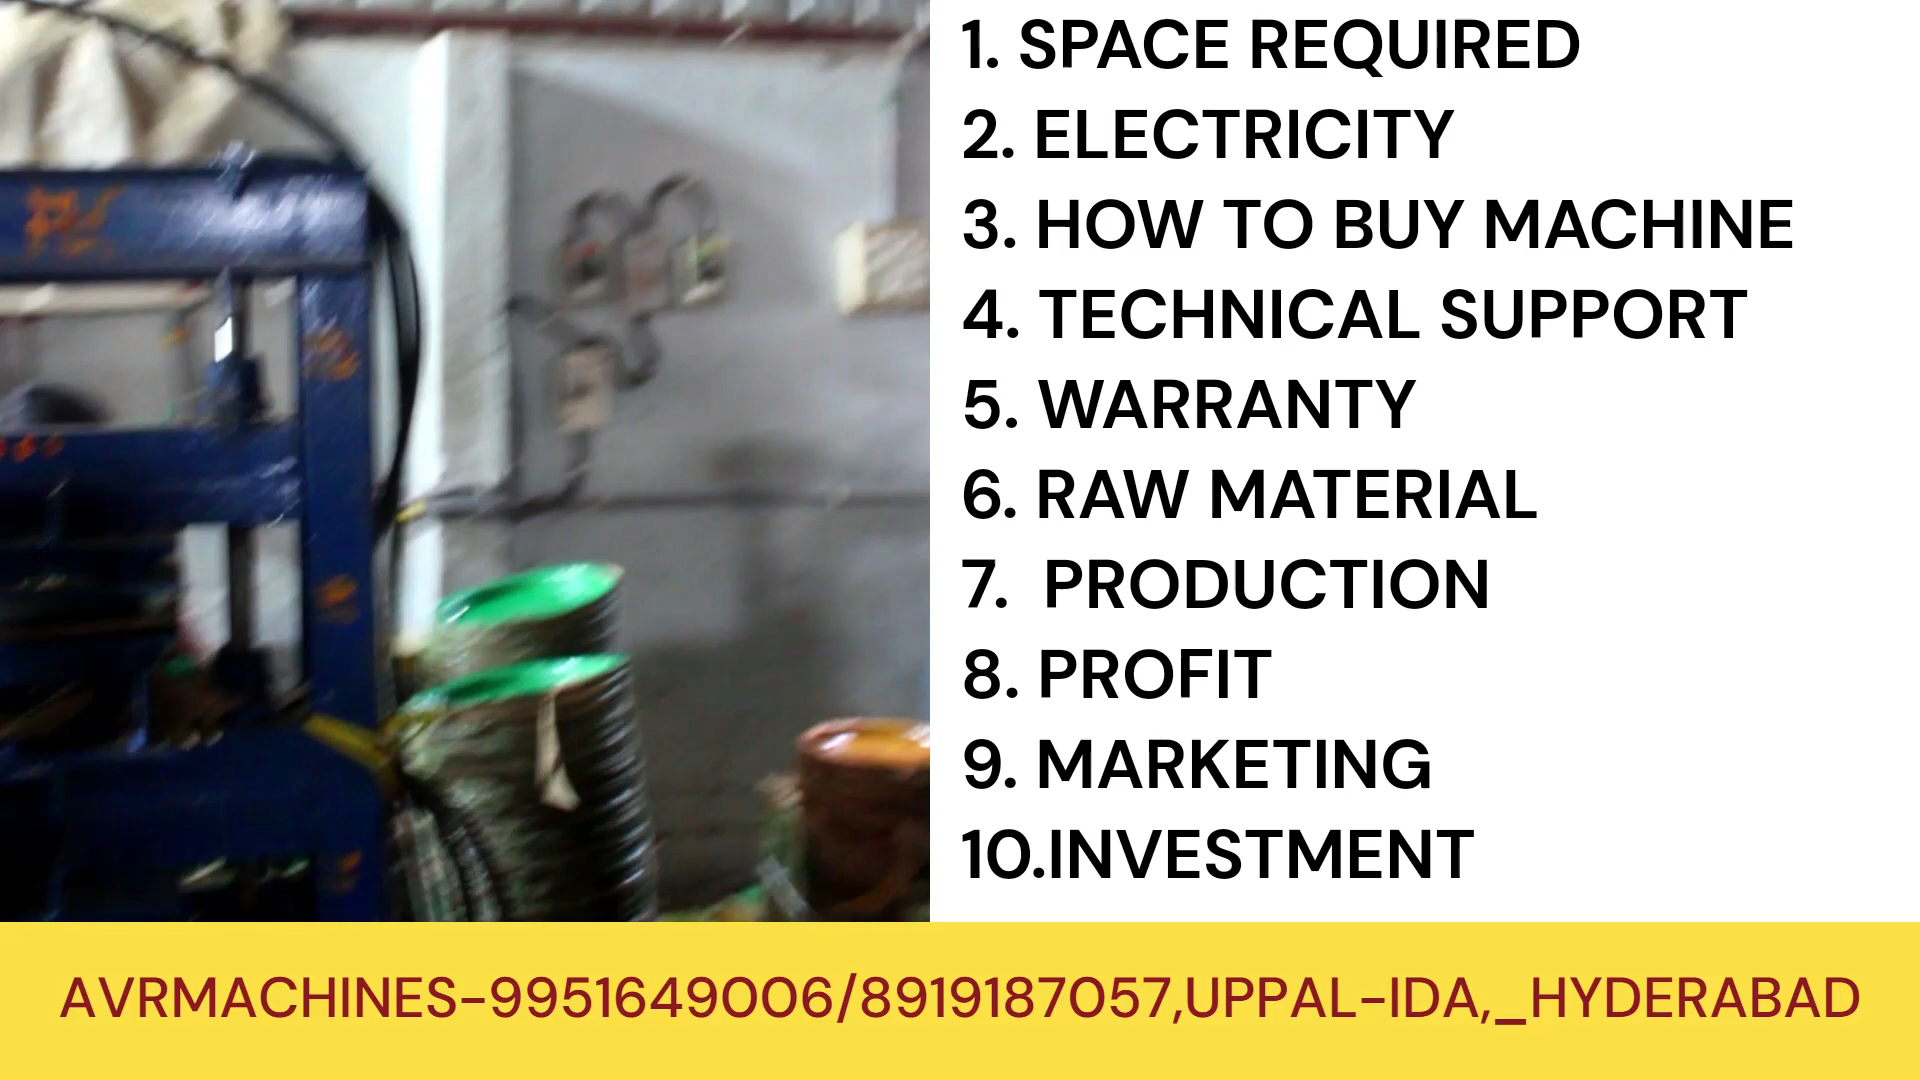 1. SPACE REQUIRED
2. ELECTRICITY
3. HOW TO BUY MACHINE
4. TECHNICAL SUPPORT
5. WARRANTY
6. RAW MATERIAL
7. PRODUCTION
8. PROFIT
9. MARKETING
10.INVESTMENT
AVRMACHINES-9951649006/8919187057,UPPAL-IDA,_HYDERABAD